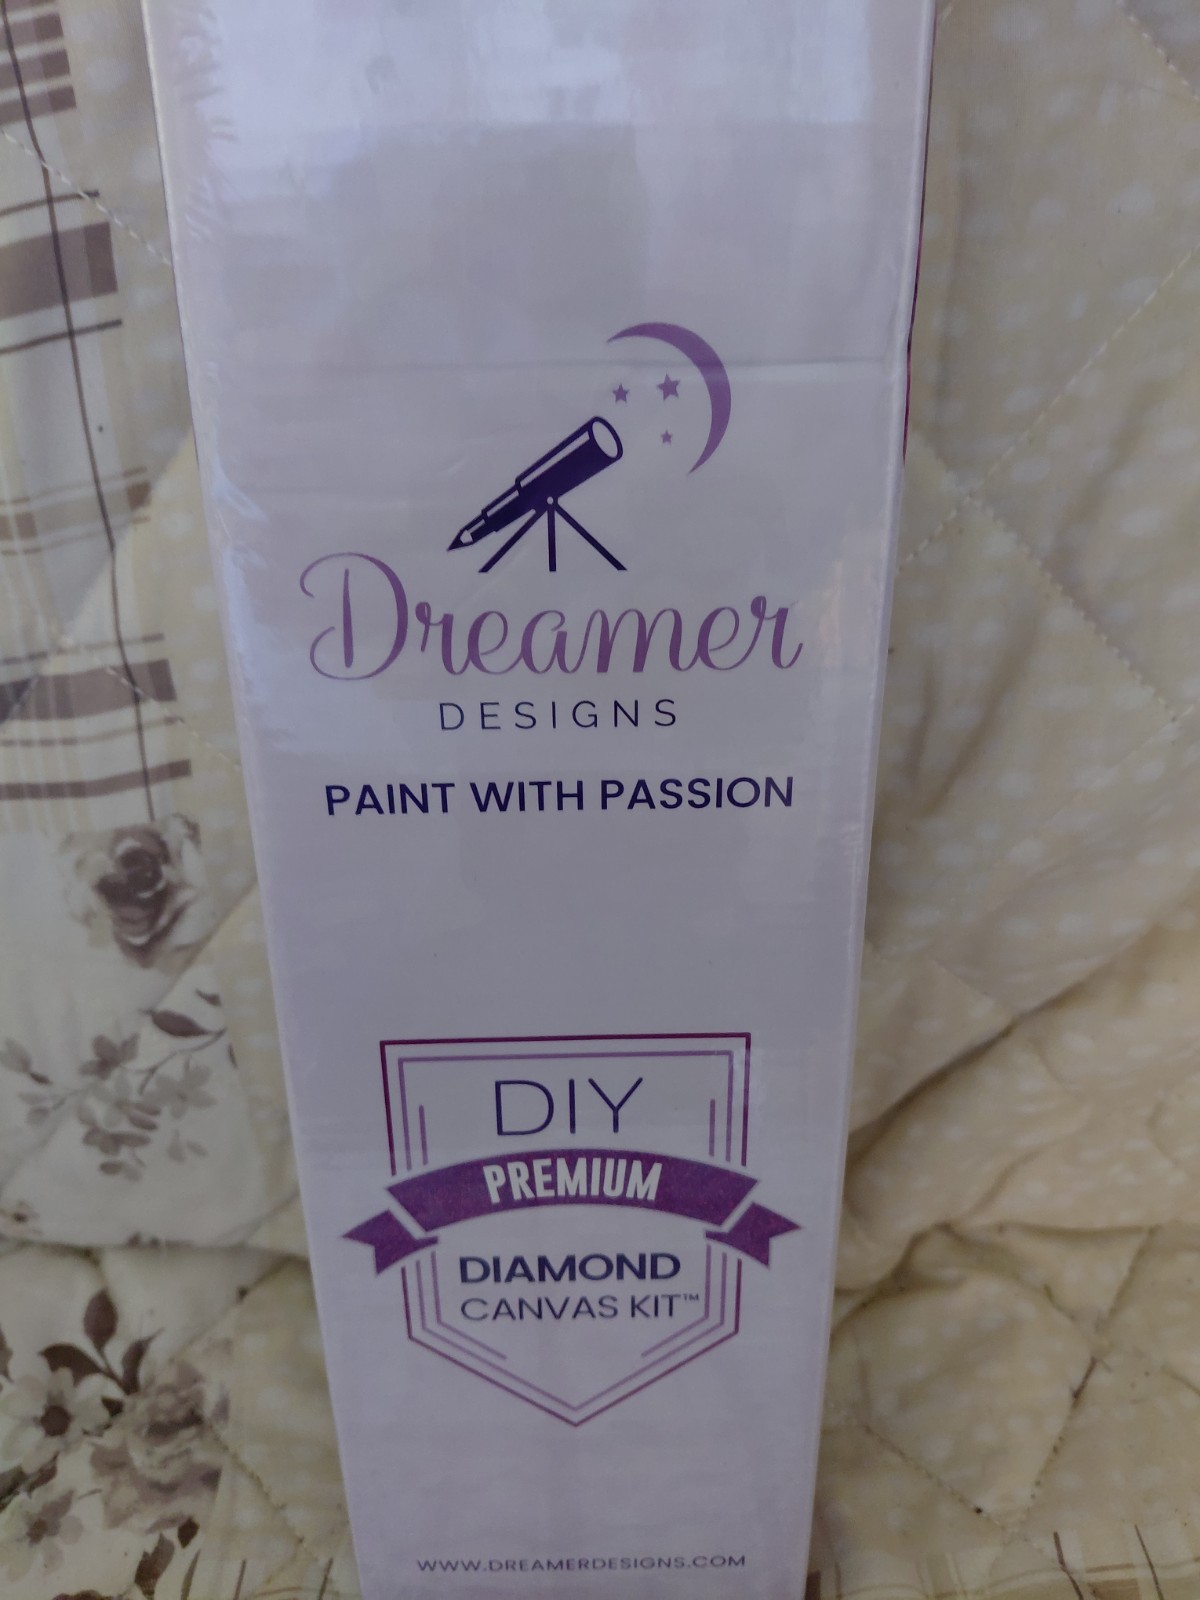 Dreamer
DESIGNS
PAINT WITH PASSION
DIY
PREMIUM
DIAMOND
CANVAS KIT™
WWW.DREAMERDESIGNS.COM